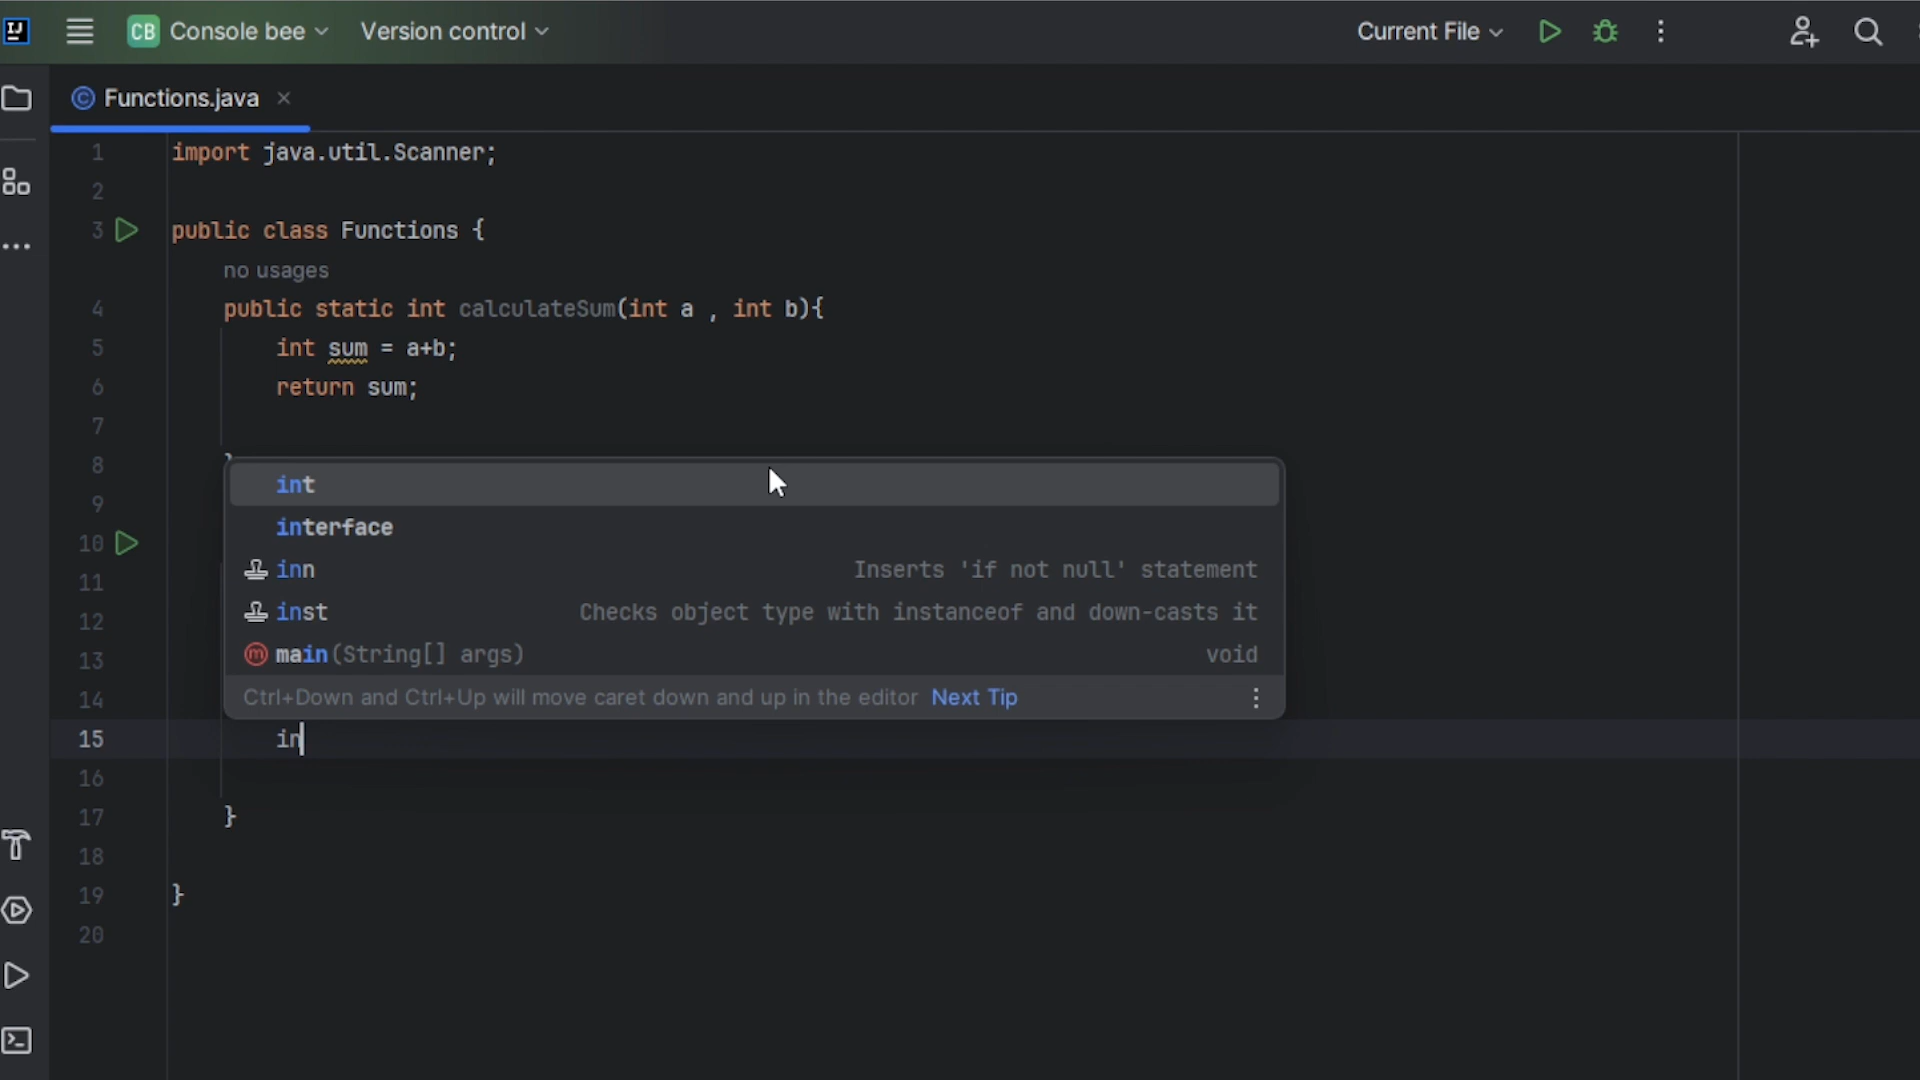 IJ
CB Console bee Version control Current File
Functions.java
1 import java.util.Scanner;
2
3 public class Functions {
no usages
4 public static int calculateSum(int a , int b){
5 int sum = a+b;
6 return sum;
7
8
9
10
11
12
13
14
int
interface
inn Inserts 'if not null' statement
inst Checks object type with instanceof and down-casts it
m main(String[] args) void
Ctrl+Down and Ctrl+Up will move caret down and up in the editor Next Tip
15 in
16
17 }
18
19 }
20